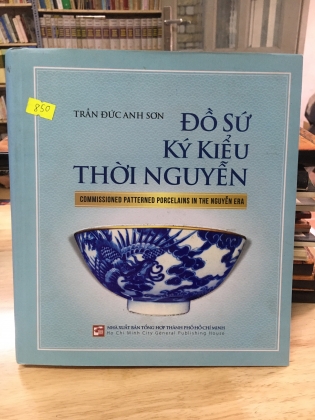 850
TRẦN ĐỨC ANH SƠN
ĐỒ SỨ
KÝ KIỂU
THỜI NGUYỄN
COMMISSIONED PATTERNED PORCELAINS IN THE NGUYỄN ERA
NHÀ XUẤT BẢN TỔNG HỢP THÀNH PHỐ HỒ CHÍ MINH
Ho Chi Minh City General Publishing House